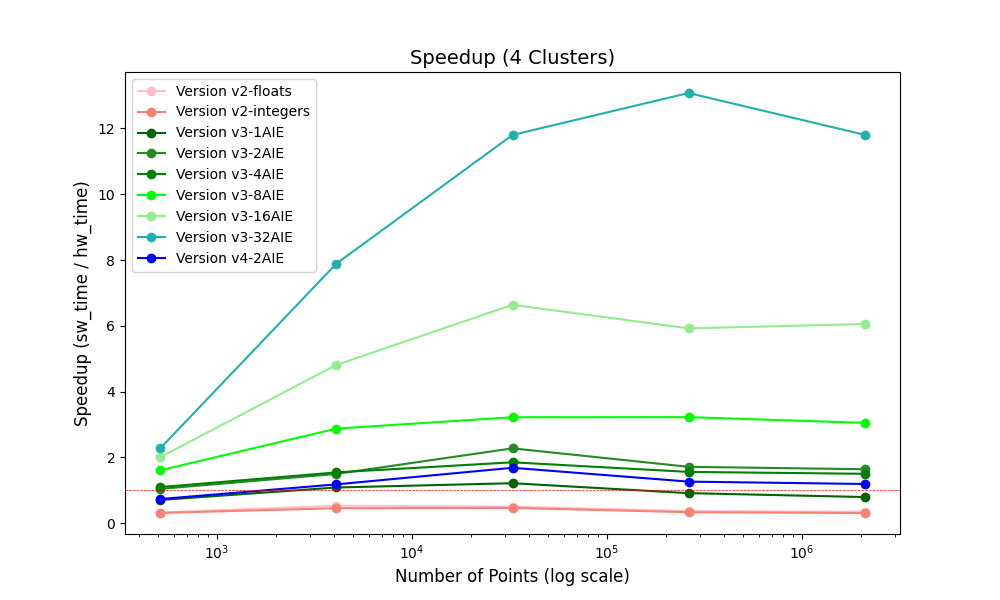 Speedup (4 Clusters)
Version v2-floats
Version v2-integers
Version v3-1AIE
Version v3-2AIE
Version v3-4AIE
Version v3-8AIE
Version v3-16AIE
Version v3-32AIE
Version v4-2AIE
12
10
8
6
4
2
0
Speedup (sw_time / hw_time)
10³ 10⁴ 10⁵ 10⁶
Number of Points (log scale)